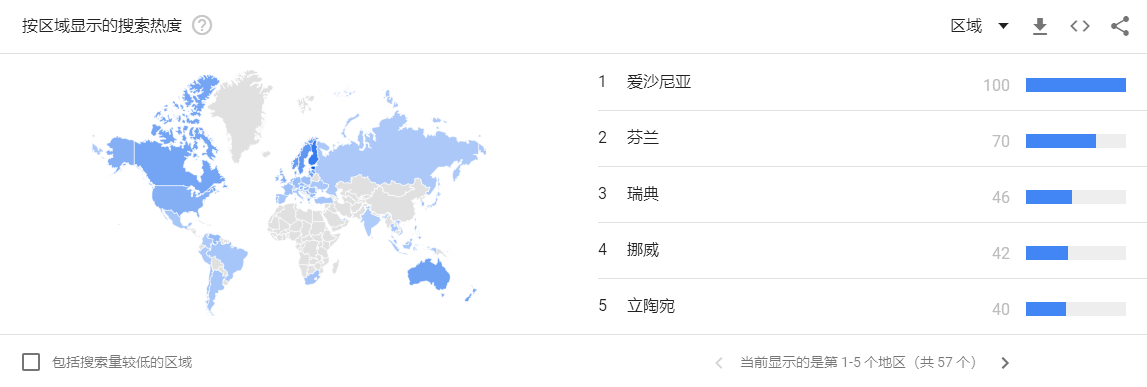 按区域显示的搜索热度 ?
区域
1 爱沙尼亚 100
2 芬兰 70
3 瑞典 46
4 挪威 42
5 立陶宛 40
包括搜索量较低的区域
当前显示的是第 1-5 个地区（共 57 个）